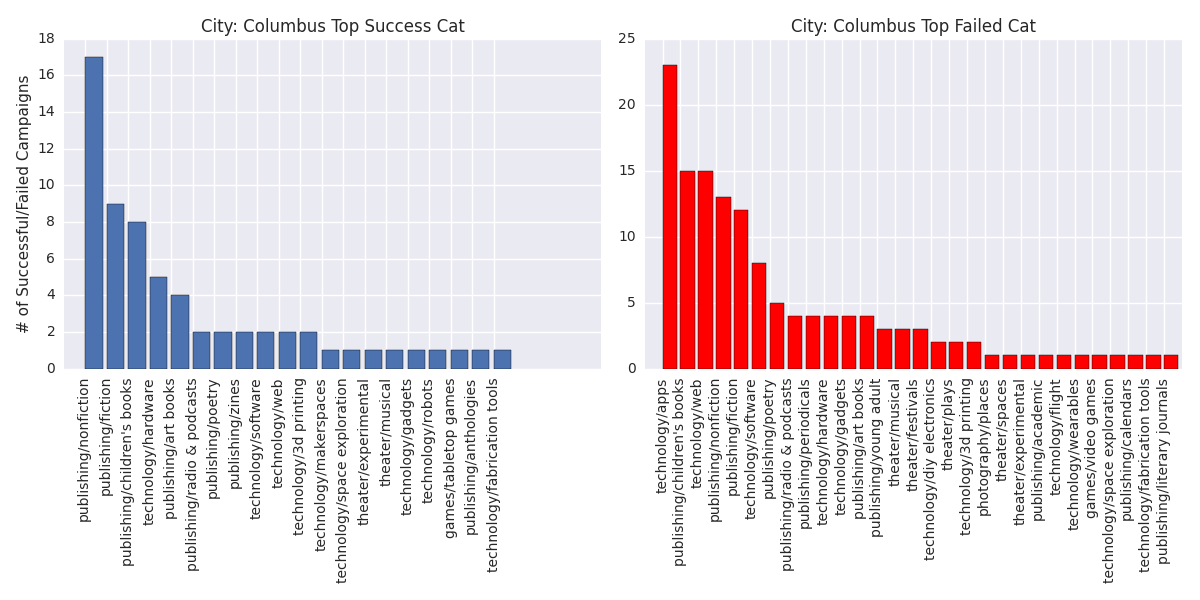 City: Columbus Top Success Cat
# of Successful/Failed Campaigns
18
16
14
12
10
8
6
4
2
0
publishing/nonfiction
publishing/fiction
publishing/children's books
technology/hardware
publishing/art books
publishing/radio & podcasts
publishing/poetry
publishing/zines
technology/software
technology/web
technology/3d printing
technology/makerspaces
technology/space exploration
theater/experimental
theater/musical
technology/gadgets
technology/robots
games/tabletop games
publishing/anthologies
technology/fabrication tools
City: Columbus Top Failed Cat
25
20
15
10
5
0
technology/apps
publishing/children's books
technology/web
publishing/nonfiction
publishing/fiction
technology/software
publishing/poetry
publishing/radio & podcasts
publishing/periodicals
technology/hardware
technology/gadgets
publishing/art books
publishing/young adult
theater/musical
theater/festivals
technology/diy electronics
theater/plays
technology/3d printing
photography/places
theater/spaces
theater/experimental
publishing/academic
technology/flight
technology/wearables
games/video games
technology/space exploration
publishing/calendars
technology/fabrication tools
publishing/literary journals